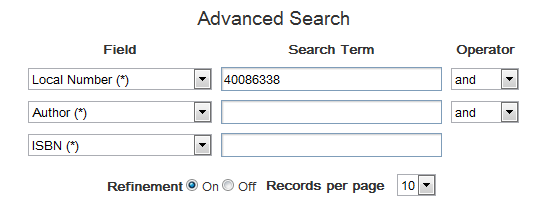 Advanced Search
Field Search Term Operator
Local Number (*) 40086338 and
Author (*) and
ISBN (*)
Refinement On Off Records per page 10